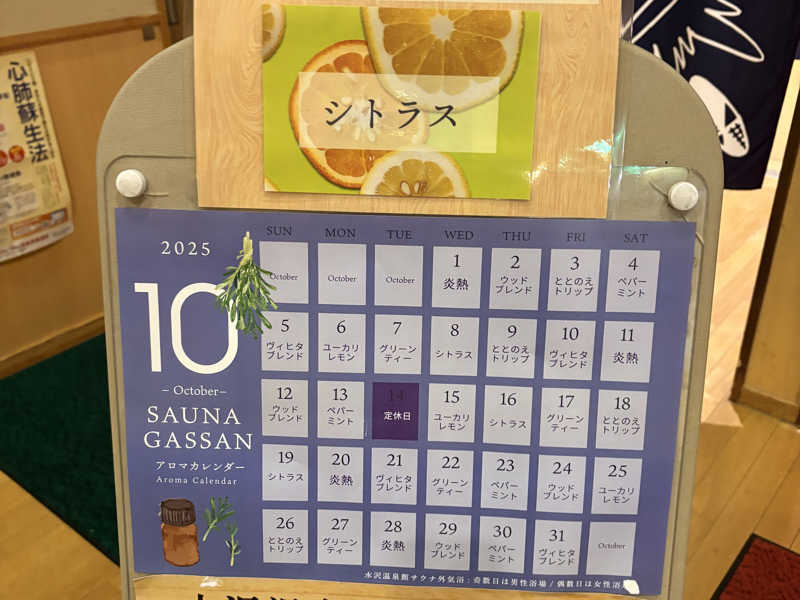 シトラス
心肺蘇生法
2025
10
– October –
SAUNA
GASSAN
アロマカレンダー
Aroma Calendar
SUN MON TUE WED THU FRI SAT
October
October
October
1
炎熱
2
ウッド
ブレンド
3
ととのえ
トリップ
4
ペパー
ミント
5
ヴィヒタ
ブレンド
6
ユーカリ
レモン
7
グリーン
ティー
8
シトラス
9
ととのえ
トリップ
10
ヴィヒタ
ブレンド
11
炎熱
12
ウッド
ブレンド
13
ペパー
ミント
14
定休日
15
ユーカリ
レモン
16
シトラス
17
グリーン
ティー
18
ととのえ
トリップ
19
シトラス
20
炎熱
21
ヴィヒタ
ブレンド
22
グリーン
ティー
23
ペパー
ミント
24
ウッド
ブレンド
25
ユーカリ
レモン
26
ととのえ
トリップ
27
グリーン
ティー
28
炎熱
29
ウッド
ブレンド
30
ペパー
ミント
31
ヴィヒタ
ブレンド
October
水沢温泉館サウナ外気浴：奇数日は男性浴場 / 偶数日は女性浴